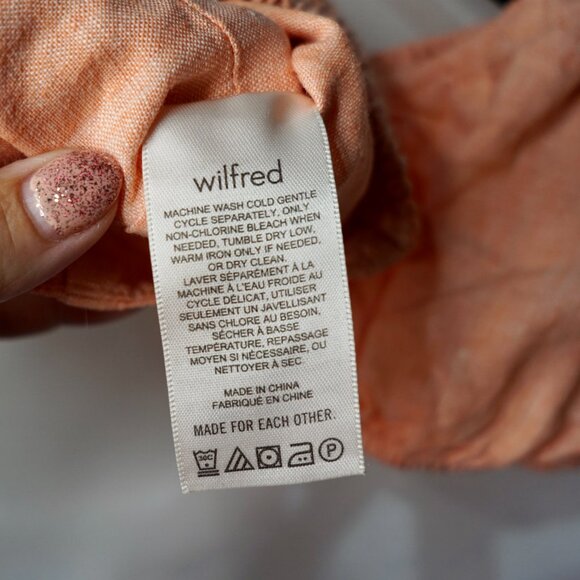 wilfred
MACHINE WASH COLD GENTLE
CYCLE SEPARATELY, ONLY
NON-CHLORINE BLEACH WHEN
NEEDED, TUMBLE DRY LOW,
WARM IRON ONLY IF NEEDED,
OR DRY CLEAN.
LAVER SÉPARÉMENT À LA
MACHINE À L'EAU FROIDE AU
CYCLE DÉLICAT, UTILISER
SEULEMENT UN JAVELLISANT
SANS CHLORE AU BESOIN,
SÉCHER À BASSE
TEMPÉRATURE, REPASSAGE
MOYEN SI NÉCESSAIRE, OU
NETTOYER À SEC
MADE IN CHINA
FABRIQUÉ EN CHINE
MADE FOR EACH OTHER.
30C P